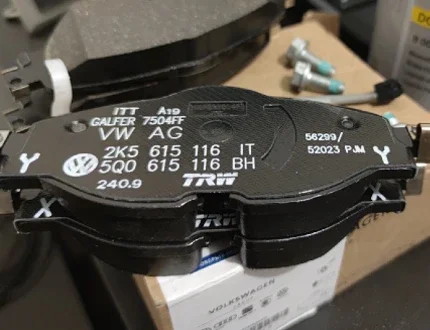 ITT A19
GALFER 7504FF
VW AG
2K5 615 116 IT
5Q0 615 116 BH
240.9
TRW
56299/
52023 PJM
Y
Y
X
X
TRW
VOLKSWAGEN